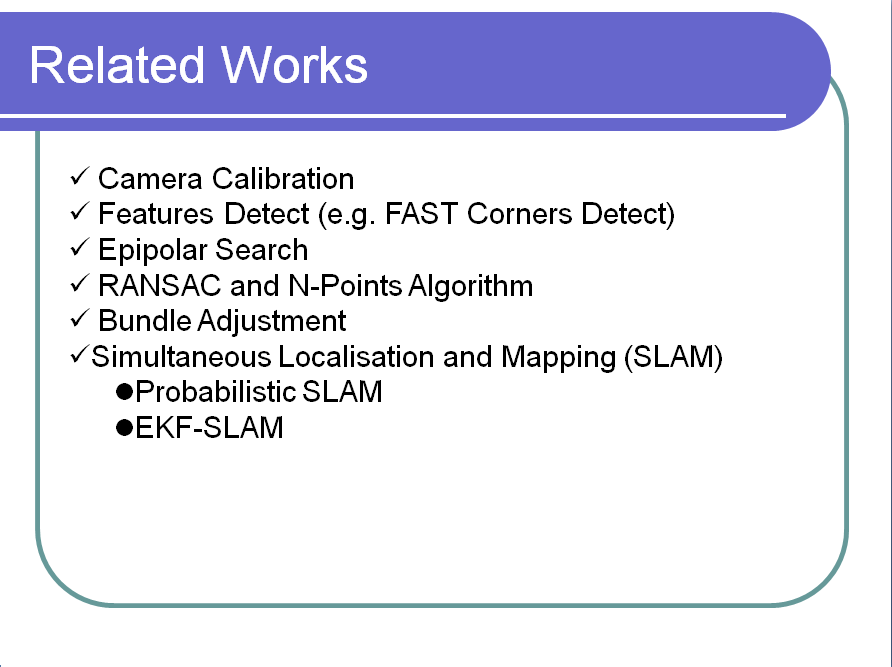 Related Works
✓ Camera Calibration
✓ Features Detect (e.g. FAST Corners Detect)
✓ Epipolar Search
✓ RANSAC and N-Points Algorithm
✓ Bundle Adjustment
✓Simultaneous Localisation and Mapping (SLAM)
●Probabilistic SLAM
●EKF-SLAM